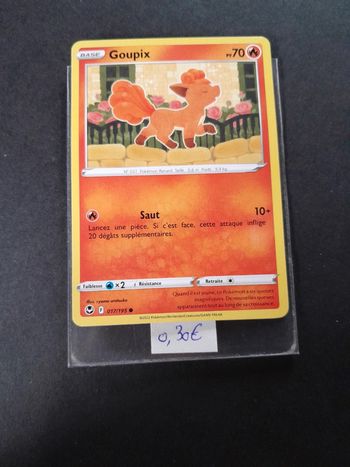 BASE Goupix PV70
N° 037 Pokémon Renard Taille : 0,6 m Poids : 9,9 kg
Saut 10+
Lancez une pièce. Si c'est face, cette attaque inflige
20 dégâts supplémentaires.
Faiblesse ×2 Résistance Retraite
Quand il est jeune, ce Pokémon a six queues
magnifiques. De nouvelles queues
apparaissent tout au long de sa croissance.
Illus.
F 017/195
©2022 Pokémon/Nintendo/Creatures/GAME FREAK
0,30€